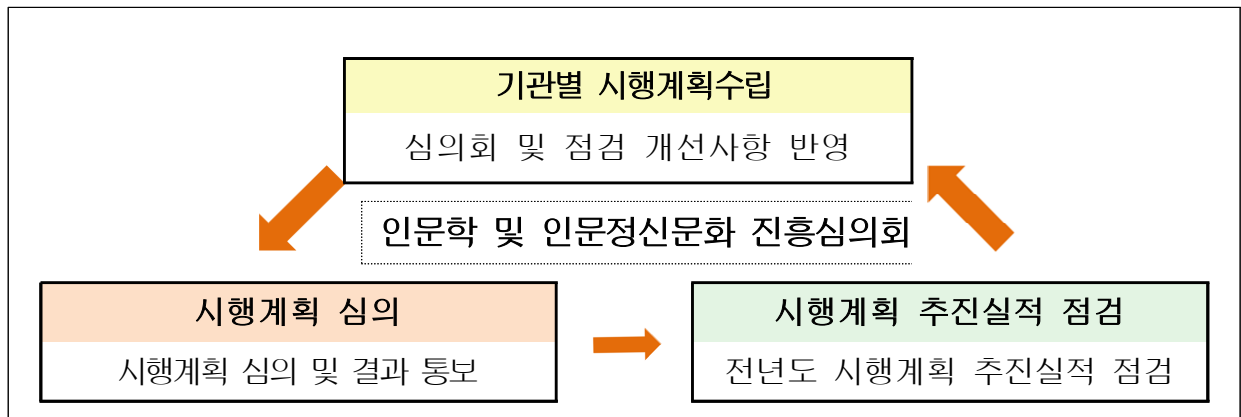 기관별 시행계획수립
심의회 및 점검 개선사항 반영
인문학 및 인문정신문화 진흥심의회
시행계획 심의
시행계획 심의 및 결과 통보
시행계획 추진실적 점검
전년도 시행계획 추진실적 점검